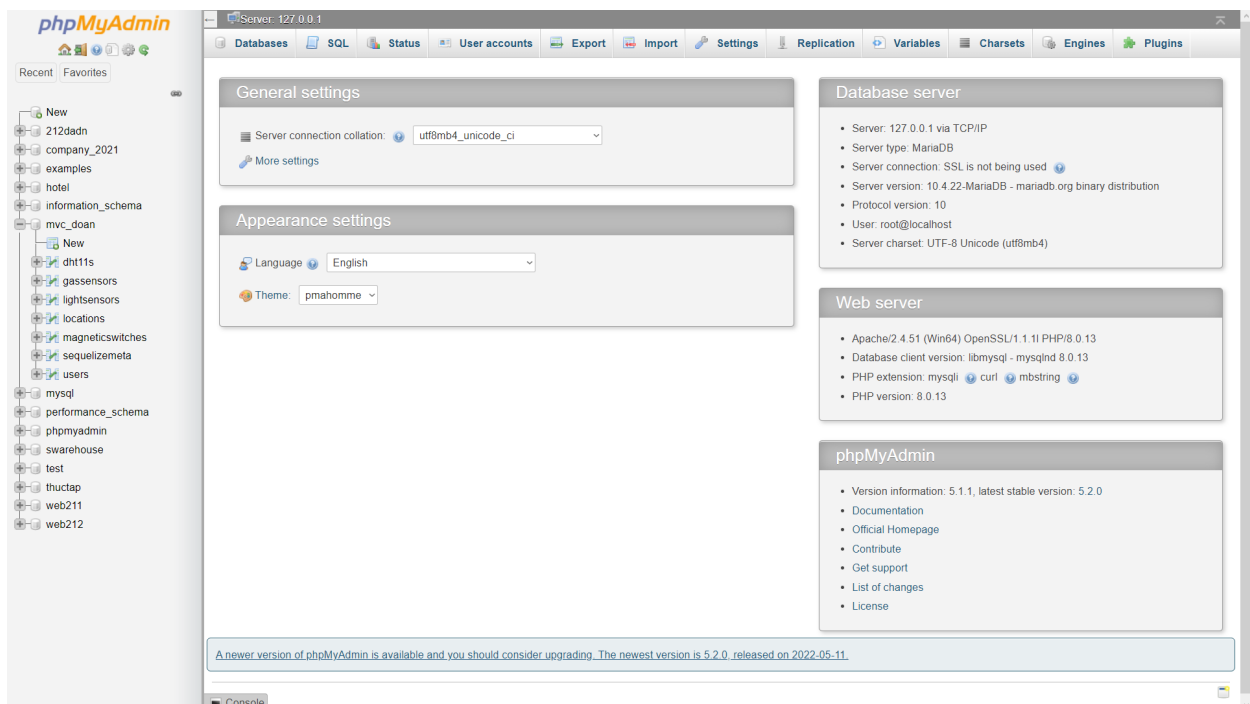 phpMyAdmin
Recent Favorites
New
212dadn
company_2021
examples
hotel
information_schema
mvc_doan
New
dht11s
gassensors
lightsensors
locations
magneticswitches
sequelizemeta
users
mysql
performance_schema
phpmyadmin
swarehouse
test
thuctap
web211
web212
Server: 127.0.0.1
Databases SQL Status User accounts Export Import Settings Replication Variables Charsets Engines Plugins
General settings
Server connection collation: utf8mb4_unicode_ci
More settings
Appearance settings
Language English
Theme: pmahomme
Database server
Server: 127.0.0.1 via TCP/IP
Server type: MariaDB
Server connection: SSL is not being used
Server version: 10.4.22-MariaDB - mariadb.org binary distribution
Protocol version: 10
User: root@localhost
Server charset: UTF-8 Unicode (utf8mb4)
Web server
Apache/2.4.51 (Win64) OpenSSL/1.1.1l PHP/8.0.13
Database client version: libmysql - mysqlnd 8.0.13
PHP extension: mysqli curl mbstring
PHP version: 8.0.13
phpMyAdmin
Version information: 5.1.1, latest stable version: 5.2.0
Documentation
Official Homepage
Contribute
Get support
List of changes
License
A newer version of phpMyAdmin is available and you should consider upgrading. The newest version is 5.2.0, released on 2022-05-11.
Console